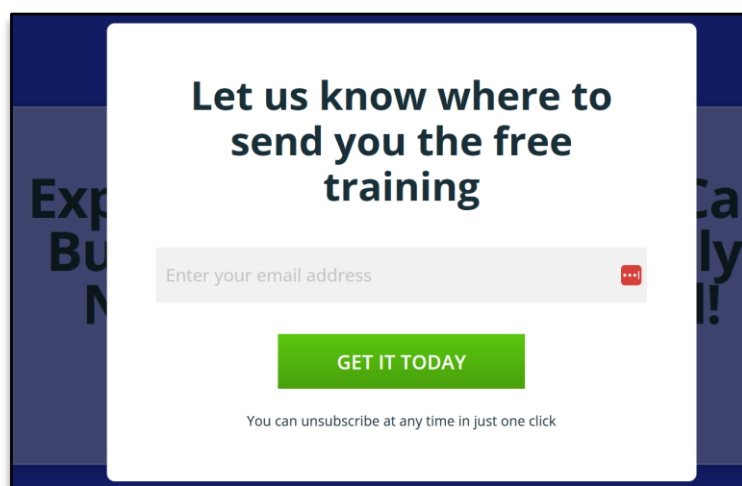 Let us know where to
send you the free
training
Enter your email address
GET IT TODAY
You can unsubscribe at any time in just one click